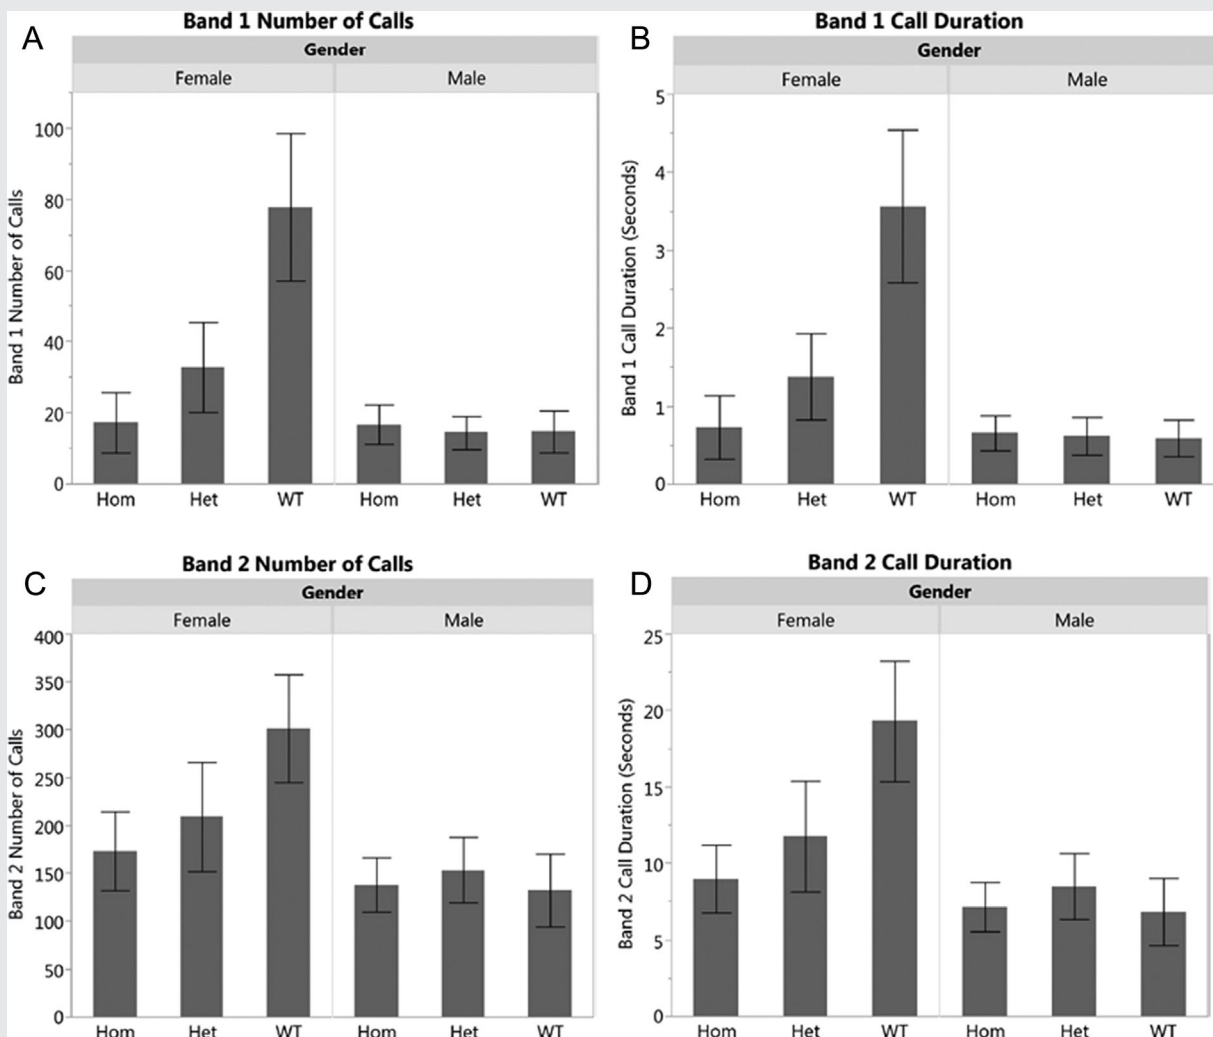 A
Band 1 Number of Calls
Gender
Female Male
Band 1 Number of Calls
100
80
60
40
20
0
Hom Het WT Hom Het WT
B
Band 1 Call Duration
Gender
Female Male
Band 1 Call Duration (Seconds)
5
4
3
2
1
0
Hom Het WT Hom Het WT
C
Band 2 Number of Calls
Gender
Female Male
Band 2 Number of Calls
400
350
300
250
200
150
100
50
0
Hom Het WT Hom Het WT
D
Band 2 Call Duration
Gender
Female Male
Band 2 Call Duration (Seconds)
25
20
15
10
5
0
Hom Het WT Hom Het WT